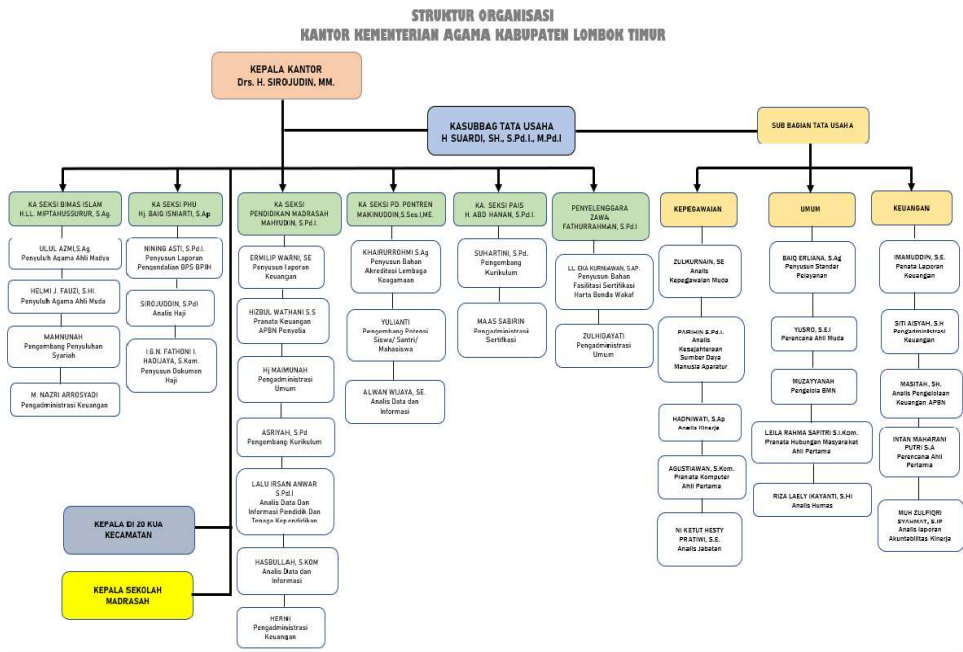 STRUKTUR ORGANISASI
KANTOR KEMENTERIAN AGAMA KABUPATEN LOMBOK TIMUR
KEPALA KANTOR
Drs. H. SIROJUDIN, MM.
KASUBBAG TATA USAHA
H SUARDI, SH., S.Pd.I., M.Pd.I
SUB BAGIAN TATA USAHA
KA SEKSI BIMAS ISLAM
H.LL. MIPTAHUSSURUR, S.Ag.
ULUL AZMI,S.Ag.
Penyuluh Agama Ahli Madya
HELMI J. FAUZI, S.HI.
Penyuluh Agama Ahli Muda
MAMNUNAH
Pengembang Penyuluhan
Syariah
M. NAZRI ARROSYADI
Pengadministrasi Keuangan
KA SEKSI PHU
Hj. BAIQ ISNIARTI, S.Ap
NINING ASTI, S.Pd.I.
Penyusun Laporan
Pengendalian BPS BPIH
SIROJUDDIN, S.PdI
Analis Haji
I.G.N. FATHONI I.
HADIJAYA, S.Kom.
Penyusun Dokumen
Haji
KA SEKSI
PENDIDIKAN MADRASAH
MAHYUDIN, S.Pd.I.
ERMILIP WARNI, SE
Penyusun Laporan
Keuangan
HIZBUL WATHANI S.S
Pranata Keuangan
APBN Penyelia
Hj MAIMUNAH
Pengadministrasi
Umum
ASRIYAH, S.Pd
Pengembang Kurikulum
LALU IRSAN ANWAR
S.Pd.I
Analis Data Dan
Informasi Pendidik Dan
Tenaga Kependidikan
HASBULLAH, S.KOM
Analis Data dan
Informasi
HERNI
Pengadministrasi
Keuangan
KA SEKSI PD. PONTREN
MAKINUDDIN,S.Sos.I,ME.
KHAIRURROHMI S.Ag
Penyusun Bahan
Akreditasi Lembaga
Keagamaan
YULIANTI
Pengembang Potensi
Siswa/ Santri/
Mahasiswa
ALWAN WIJAYA, SE.
Analis Data dan
Informasi
KA. SEKSI PAIS
H. ABD HANAN, S.Pd.I.
SUHARTINI, S.Pd.
Pengembang
Kurikulum
MAAS SABIRIN
Pengadministrasi
Sertifkasi
PENYELENGGARA
ZAWA
FATHURRAHMAN, S.Pd.I
LL. EKA KURNIAWAN, S.AP.
Penyusun Bahan
Fasilitasi Sertifikasi
Harta Benda Wakaf
ZULHIDAYATI
Pengadministrasi
Umum
KEPEGAWAIAN
ZULKURNAIN, SE
Analis
Kepegawaian Muda
PARIHIN S.Pd.I.
Analis
Kesejahteraan
Sumber Daya
Manusia Aparatur
HADNIWATI, S.Ap
Analis Kinerja
AGUSTIAWAN, S.Kom.
Pranata Komputer
Ahli Pertama
NI KETUT HESTY
PRATIWI, S.E.
Analis Jabatan
UMUM
BAIQ ERLIANA, S.Ag
Penyusun Standar
Pelayanan
YUSRO, S.E.I
Perencana Ahli Muda
MUZAYYANAH
Pengelola BMN
LEILA RAHMA SAFITRI S.I.Kom.
Pranata Hubungan Masyarakat
Ahli Pertama
RIZA LAELY IKAYANTI, S.HI
Analis Humas
KEUANGAN
IMAMUDDIN, S.E.
Penata Laporan
Keuangan
SITI AISYAH, S.H
Pengadministrasi
Keuangan
MASITAH, SH.
Analis Pengelolaan
Keuangan APBN
INTAN MAHARANI
PUTRI S.A
Perencana Ahli
Pertama
MUH ZULFIQRI
SYAHMAT, S.IP
Analis laporan
Akuntabilitas Kinerja
KEPALA DI 20 KUA
KECAMATAN
KEPALA SEKOLAH
MADRASAH